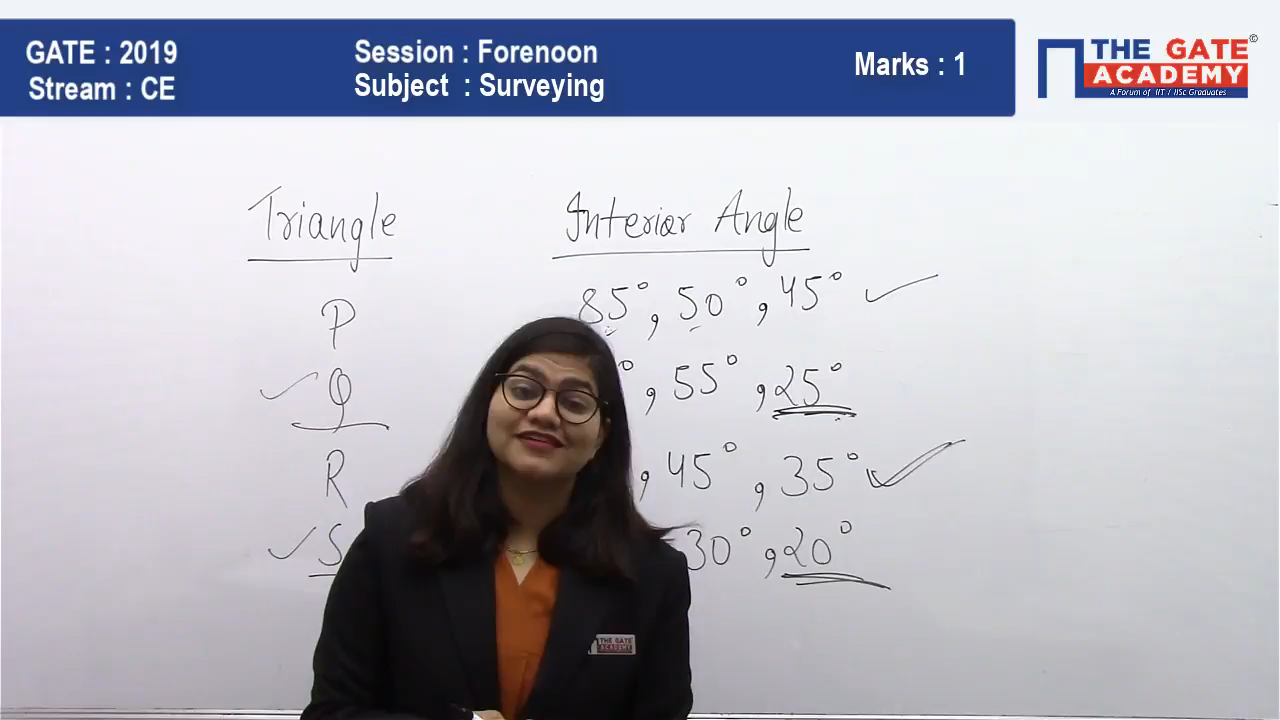 GATE : 2019
Stream : CE
Session : Forenoon
Subject : Surveying
Marks : 1
THE GATE
ACADEMY
©
A Forum of IIT / IISc Graduates
Triangle Interior Angle
P 85°, 50°, 45°
Q °, 55°, 25°
R , 45°, 35°
S 30°, 20°
THE GATE
ACADEMY